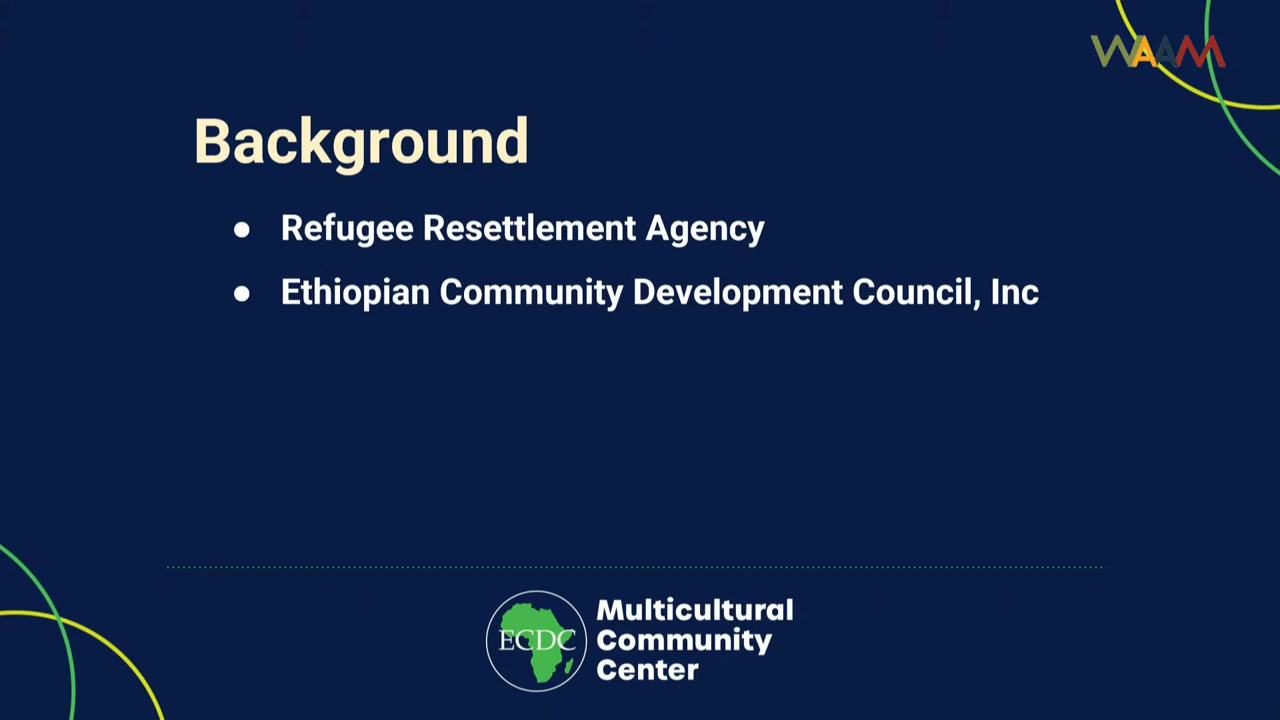 WAAM
Background
● Refugee Resettlement Agency
● Ethiopian Community Development Council, Inc
ECDC
Multicultural
Community
Center